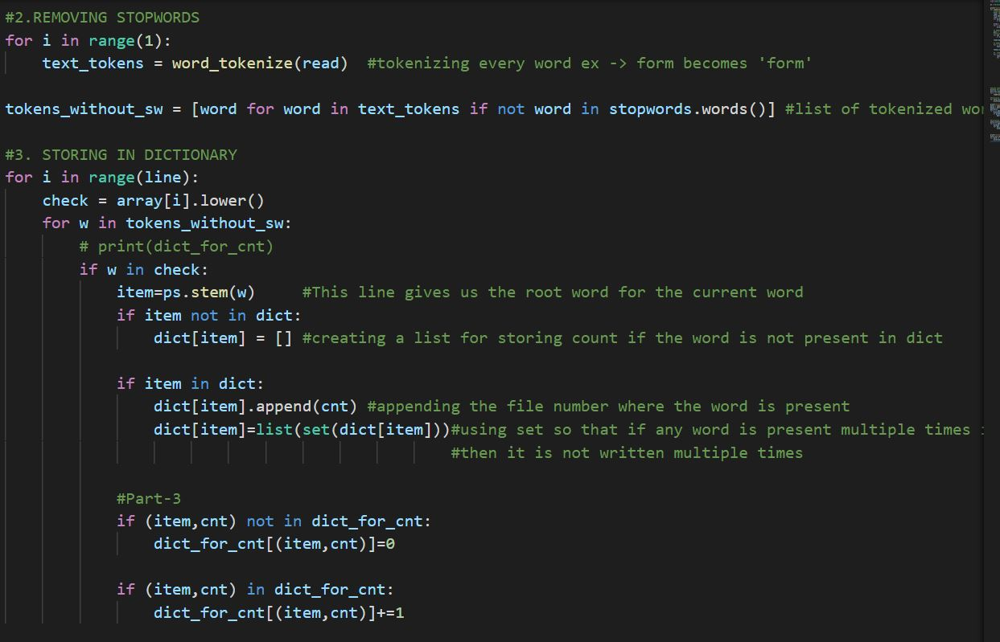 #2.REMOVING STOPWORDS
for i in range(1):
    text_tokens = word_tokenize(read)  #tokenizing every word ex -> form becomes 'form'
tokens_without_sw = [word for word in text_tokens if not word in stopwords.words()] #list of tokenized
#3. STORING IN DICTIONARY
for i in range(line):
    check = array[i].lower()
    for w in tokens_without_sw:
        # print(dict_for_cnt)
        if w in check:
            item=ps.stem(w)     #This line gives us the root word for the current word
            if item not in dict:
                dict[item] = [] #creating a list for storing count if the word is not present in dict
            if item in dict:
                dict[item].append(cnt) #appending the file number where the word is present
                dict[item]=list(set(dict[item]))#using set so that if any word is present multiple times
                                                #then it is not written multiple times
            #Part-3
            if (item,cnt) not in dict_for_cnt:
                dict_for_cnt[(item,cnt)]=0
            if (item,cnt) in dict_for_cnt:
                dict_for_cnt[(item,cnt)]+=1